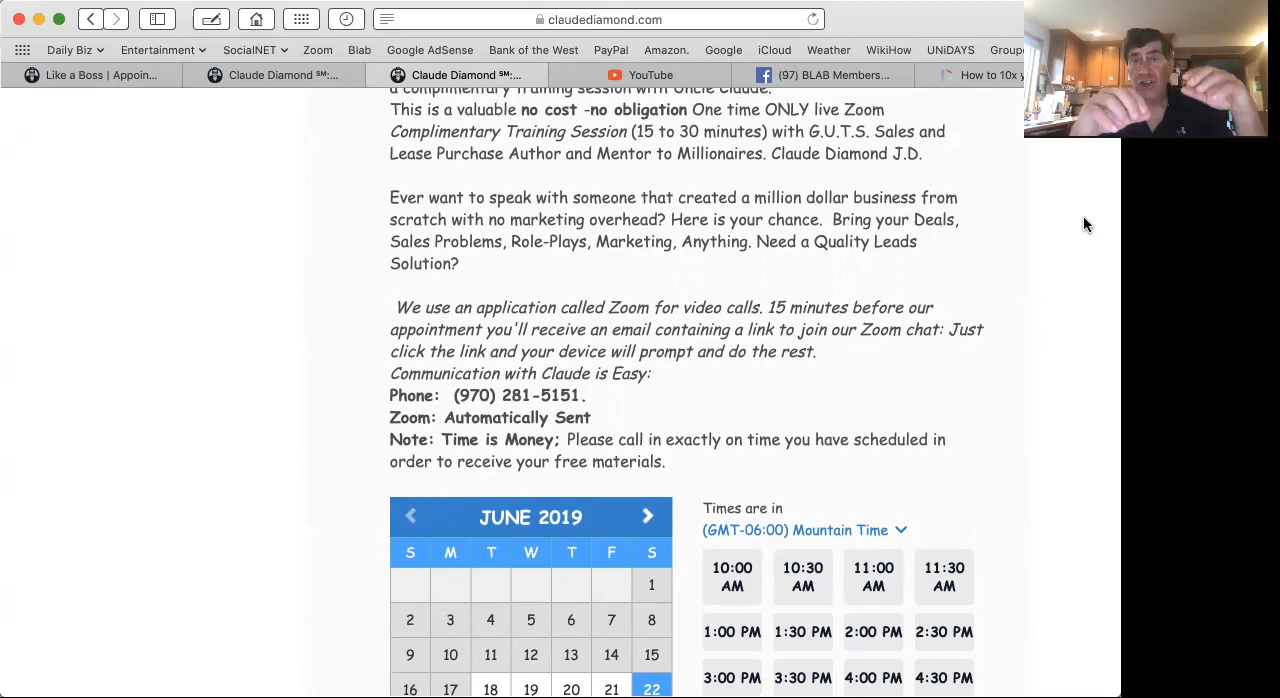 claudediamond.com
Daily Biz Entertainment SocialNET Zoom Blab Google AdSense Bank of the West PayPal Amazon. Google iCloud Weather WikiHow UNiDAYS Groupe
Like a Boss | Appoin... Claude Diamond ℠:... Claude Diamond ℠:... YouTube (97) BLAB Members... How to 10x y
a complimentary Training session with Uncle Claude.
This is a valuable no cost -no obligation One time ONLY live Zoom
Complimentary Training Session (15 to 30 minutes) with G.U.T.S. Sales and
Lease Purchase Author and Mentor to Millionaires. Claude Diamond J.D.
Ever want to speak with someone that created a million dollar business from
scratch with no marketing overhead? Here is your chance. Bring your Deals,
Sales Problems, Role-Plays, Marketing, Anything. Need a Quality Leads
Solution?
We use an application called Zoom for video calls. 15 minutes before our
appointment you'll receive an email containing a link to join our Zoom chat: Just
click the link and your device will prompt and do the rest.
Communication with Claude is Easy:
Phone: (970) 281-5151.
Zoom: Automatically Sent
Note: Time is Money; Please call in exactly on time you have scheduled in
order to receive your free materials.
JUNE 2019
S M T W T F S
1
2 3 4 5 6 7 8
9 10 11 12 13 14 15
16 17 18 19 20 21 22
Times are in
(GMT-06:00) Mountain Time
10:00 AM 10:30 AM 11:00 AM 11:30 AM
1:00 PM 1:30 PM 2:00 PM 2:30 PM
3:00 PM 3:30 PM 4:00 PM 4:30 PM